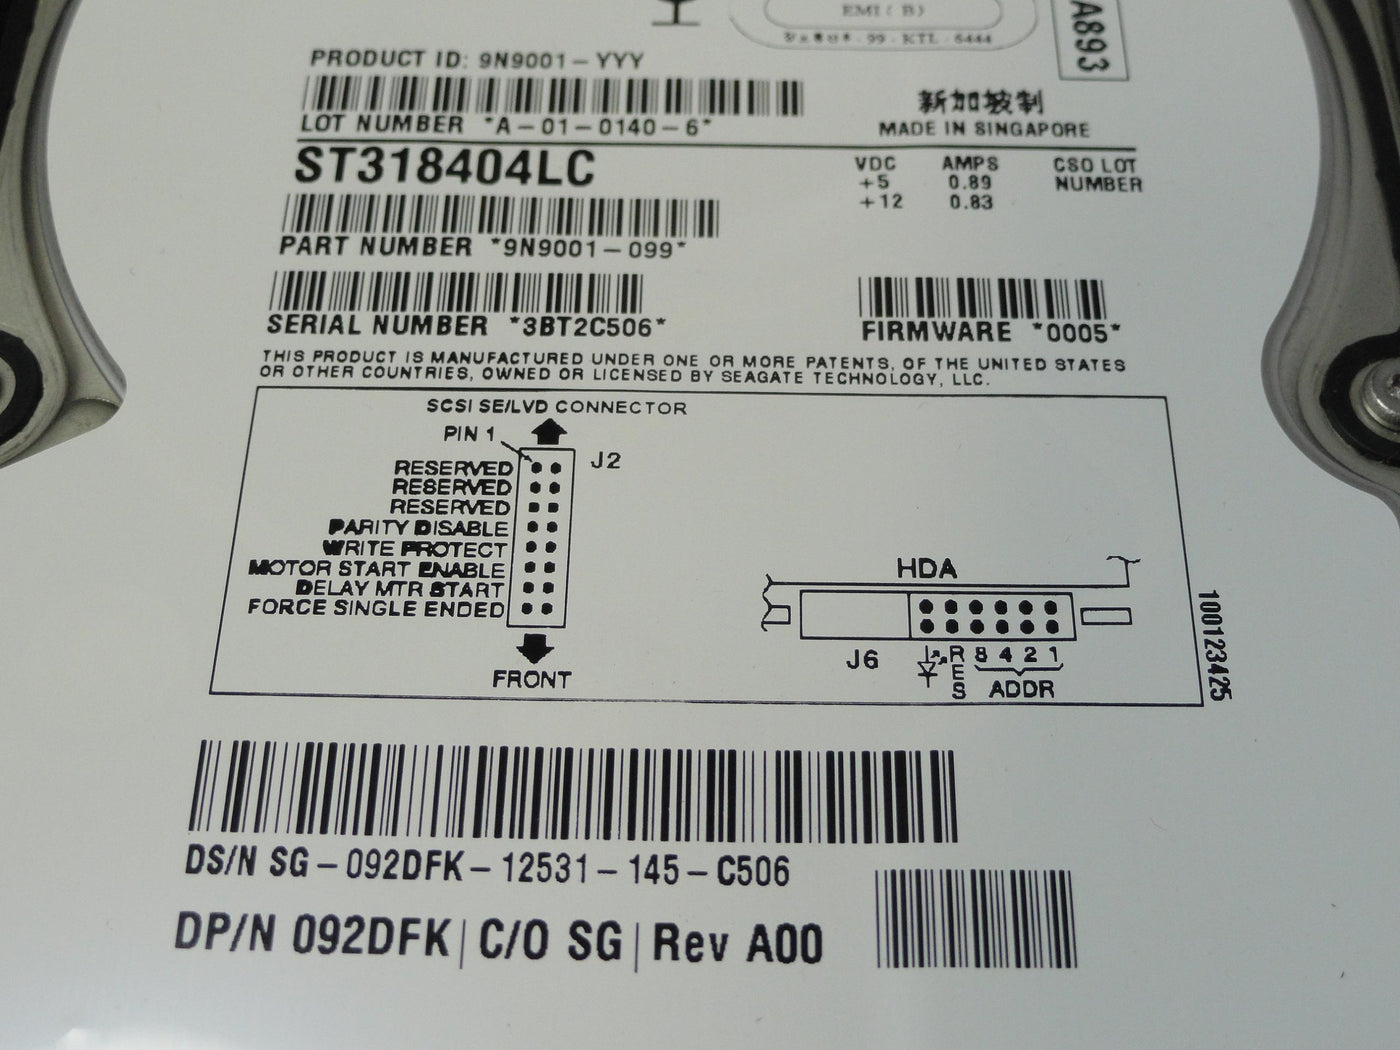 EMI ( B )
99 - KTL - 6444
A893
PRODUCT ID: 9N9001-YYY
LOT NUMBER *A-01-0140-6*
新加坡制
MADE IN SINGAPORE
ST318404LC
VDC AMPS CSO LOT
+5 0.89 NUMBER
+12 0.83
PART NUMBER *9N9001-099*
SERIAL NUMBER *3BT2C506*
FIRMWARE *0005*
THIS PRODUCT IS MANUFACTURED UNDER ONE OR MORE PATENTS, OF THE UNITED STATES
OR OTHER COUNTRIES, OWNED OR LICENSED BY SEAGATE TECHNOLOGY, LLC.
SCSI SE/LVD CONNECTOR
PIN 1
J2
RESERVED
RESERVED
RESERVED
PARITY DISABLE
WRITE PROTECT
MOTOR START ENABLE
DELAY MTR START
FORCE SINGLE ENDED
FRONT
HDA
J6
RES
8 4 2 1
ADDR
100123425
DS/N SG-092DFK-12531-145-C506
DP/N 092DFK | C/O SG | Rev A00